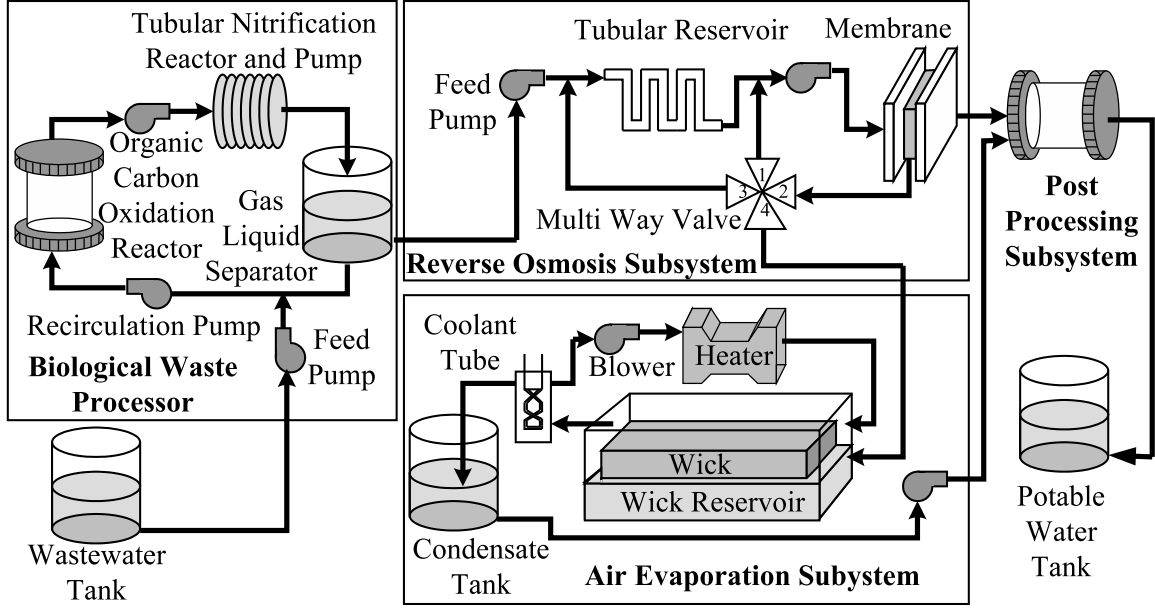 Tubular Nitrification
Reactor and Pump
Organic
Carbon
Oxidation
Reactor
Gas
Liquid
Separator
Recirculation Pump
Feed
Pump
Biological Waste
Processor
Wastewater
Tank
Tubular Reservoir
Membrane
Feed
Pump
1
2
3
4
Multi Way Valve
Reverse Osmosis Subsystem
Coolant
Tube
Blower
Heater
Wick
Wick Reservoir
Condensate
Tank
Air Evaporation Subystem
Post
Processing
Subsystem
Potable
Water
Tank